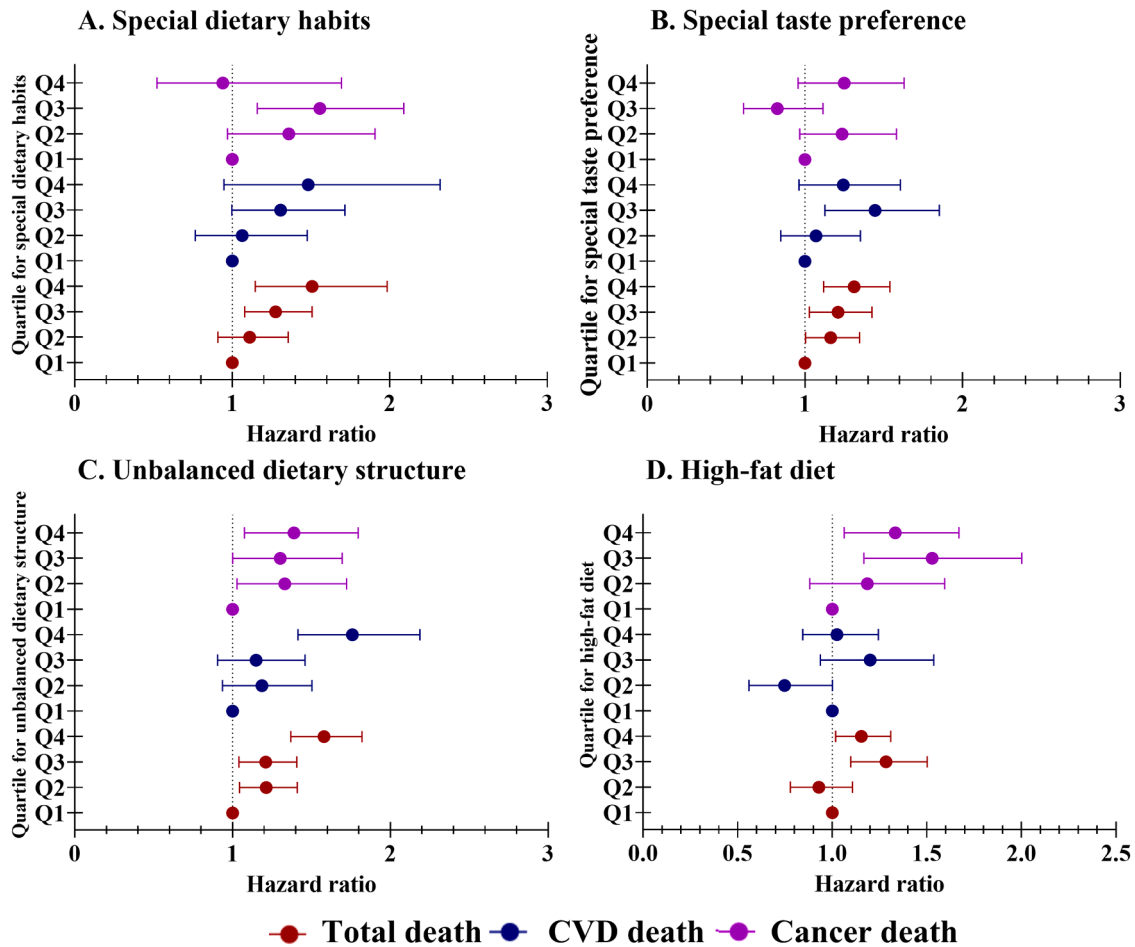 A. Special dietary habits
Quartile for special dietary habits
Q4
Q3
Q2
Q1
Q4
Q3
Q2
Q1
Q4
Q3
Q2
Q1
0 1 2 3
Hazard ratio
B. Special taste preference
Quartile for special taste preference
Q4
Q3
Q2
Q1
Q4
Q3
Q2
Q1
Q4
Q3
Q2
Q1
0 1 2 3
Hazard ratio
C. Unbalanced dietary structure
Quartile for unbalanced dietary structure
Q4
Q3
Q2
Q1
Q4
Q3
Q2
Q1
Q4
Q3
Q2
Q1
0 1 2 3
Hazard ratio
D. High-fat diet
Quartile for high-fat diet
Q4
Q3
Q2
Q1
Q4
Q3
Q2
Q1
Q4
Q3
Q2
Q1
0.0 0.5 1.0 1.5 2.0 2.5
Hazard ratio
Total death CVD death Cancer death